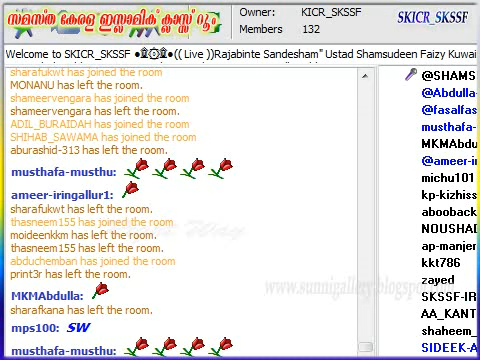 സമസ്ത കേരള ഇസ്ലാമിക് ക്ലാസ്സ് റൂം
Owner: KICR_SKSSF
Members 132
SKICR_SKSSF
Welcome to SKICR_SSKF (( Live ))Rajabinte Sandesham" Ustad Shamsudeen Faizy Kuwai
sharafukwt has joined the room
MONANU has left the room.
shameervengara has joined the room
shameervengara has left the room.
ADIL_BURAIDAH has joined the room
SHIHAB_SAWAMA has joined the room
aburashid-313 has left the room.
musthafa-musthu:
ameer-iringallur1:
sharafukwt has left the room.
thasneem155 has joined the room
moideenkkm has left the room.
thasneem155 has left the room.
abduchemban has joined the room
print3r has left the room.
MKMAbdulla:
sharafkana has left the room.
mps100: SW
musthafa-musthu:
@SHAMS
@Abdulla-
@fasalfas
musthafa-
MKMAbdu
@ameer-ir
michu101
kp-kizhiss
abooback
NOUSHAD
ap-manjer
kkt786
zayed
SKSSF-IR
AA_KANT
shaheem_
SIDEEK-A
www.sunnigallery.blogspot